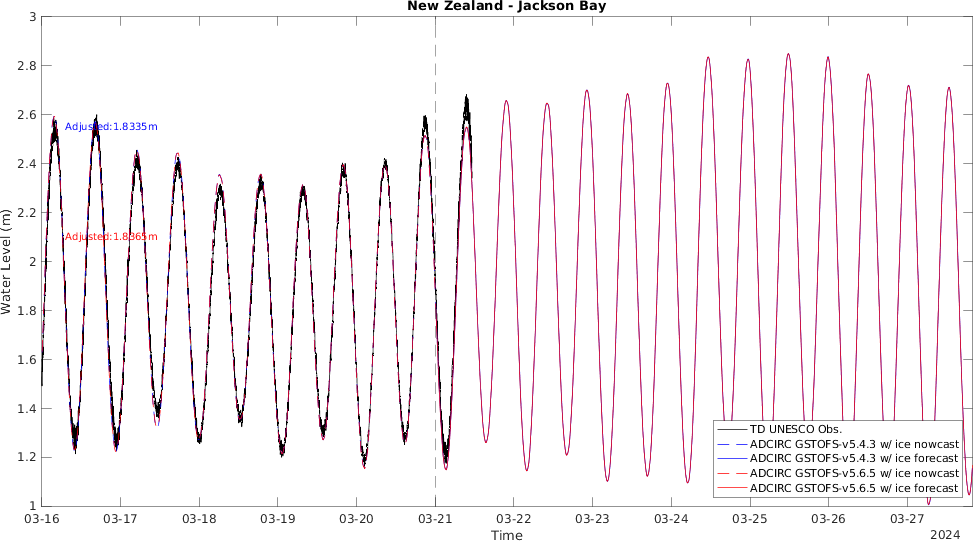 New Zealand - Jackson Bay
3
2.8
2.6
2.4
2.2
2
1.8
1.6
1.4
1.2
1
Water Level (m)
Adjusted:1.8335m
Adjusted:1.8365m
TD UNESCO Obs.
ADCIRC GSTOFS-v5.4.3 w/ ice nowcast
ADCIRC GSTOFS-v5.4.3 w/ ice forecast
ADCIRC GSTOFS-v5.6.5 w/ ice nowcast
ADCIRC GSTOFS-v5.6.5 w/ ice forecast
03-16 03-17 03-18 03-19 03-20 03-21 03-22 03-23 03-24 03-25 03-26 03-27
Time
2024